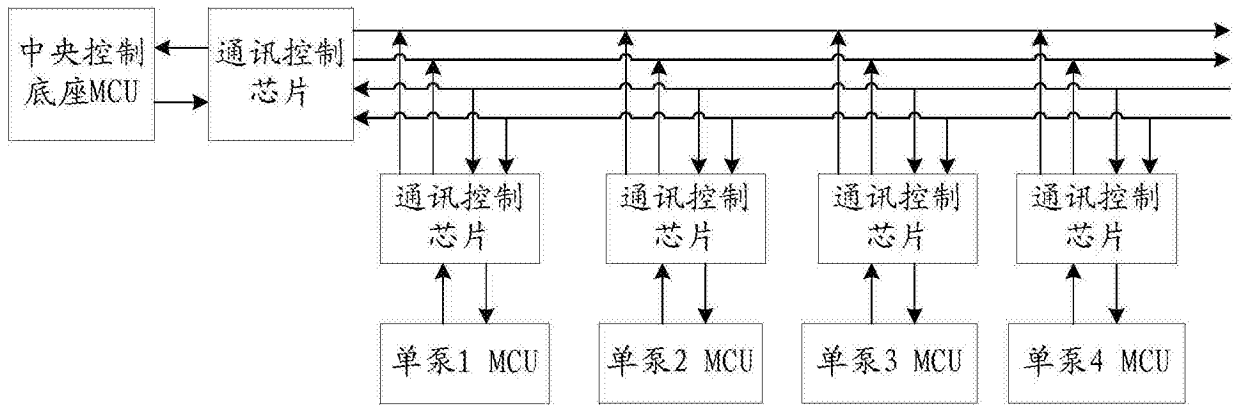 中央控制
底座MCU
通讯控制
芯片
通讯控制
芯片
通讯控制
芯片
通讯控制
芯片
通讯控制
芯片
单泵1 MCU
单泵2 MCU
单泵3 MCU
单泵4 MCU